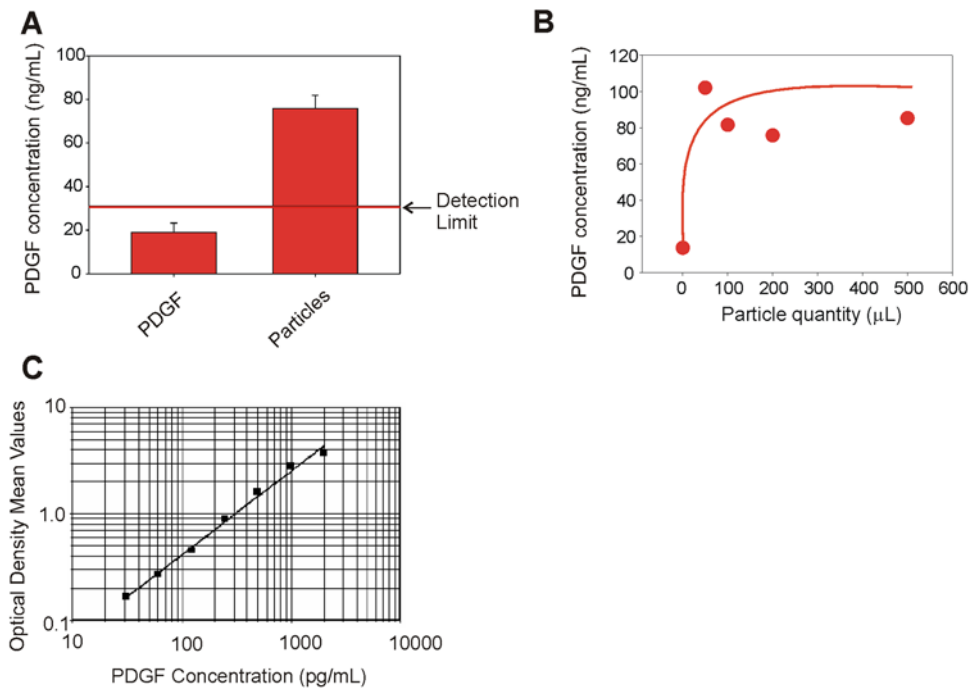 A
PDGF concentration (ng/mL)
100
80
60
40
20
0
Detection
Limit
PDGF
Particles
B
PDGF concentration (ng/mL)
120
100
80
60
40
20
0
0 100 200 300 400 500 600
Particle quantity (μL)
C
Optical Density Mean Values
10
1.0
0.1
10 100 1000 10000
PDGF Concentration (pg/mL)